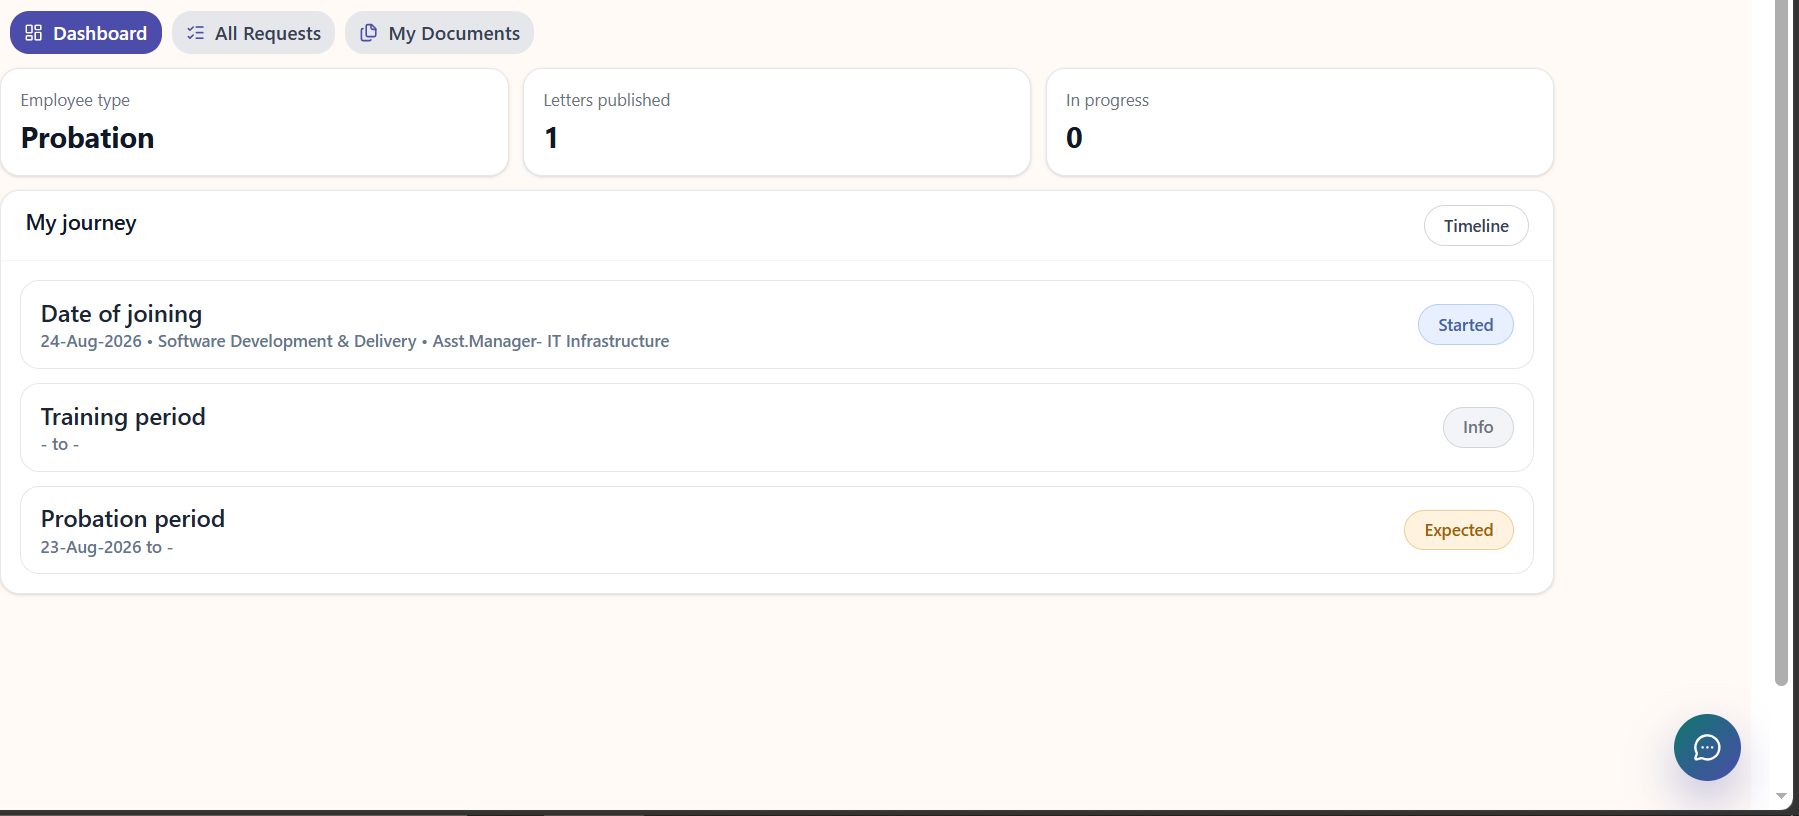 Dashboard
All Requests
My Documents
Employee type
Probation
Letters published
1
In progress
0
My journey
Timeline
Date of joining
24-Aug-2026 • Software Development & Delivery • Asst.Manager- IT Infrastructure
Started
Training period
- to -
Info
Probation period
23-Aug-2026 to -
Expected